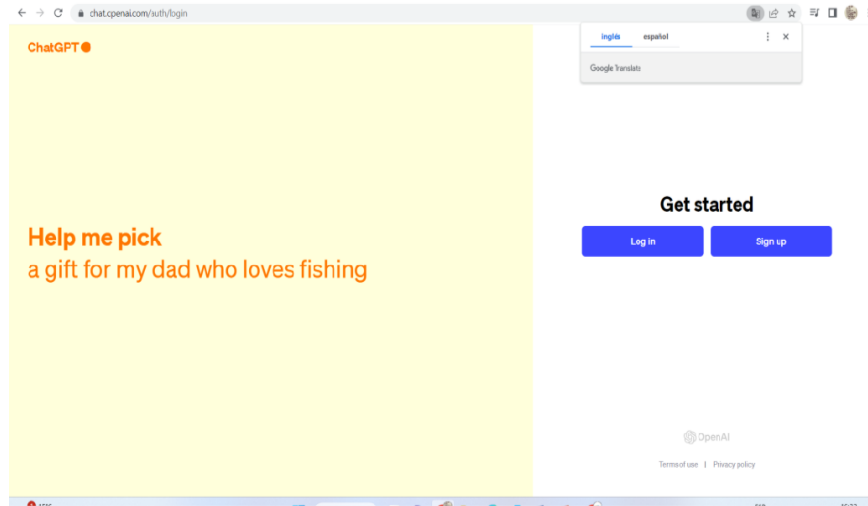 chat.cpenai.com/auth/login
inglés español
Google Translate
ChatGPT
Get started
Log in Sign up
Help me pick
a gift for my dad who loves fishing
OpenAI
Terms of use | Privacy policy